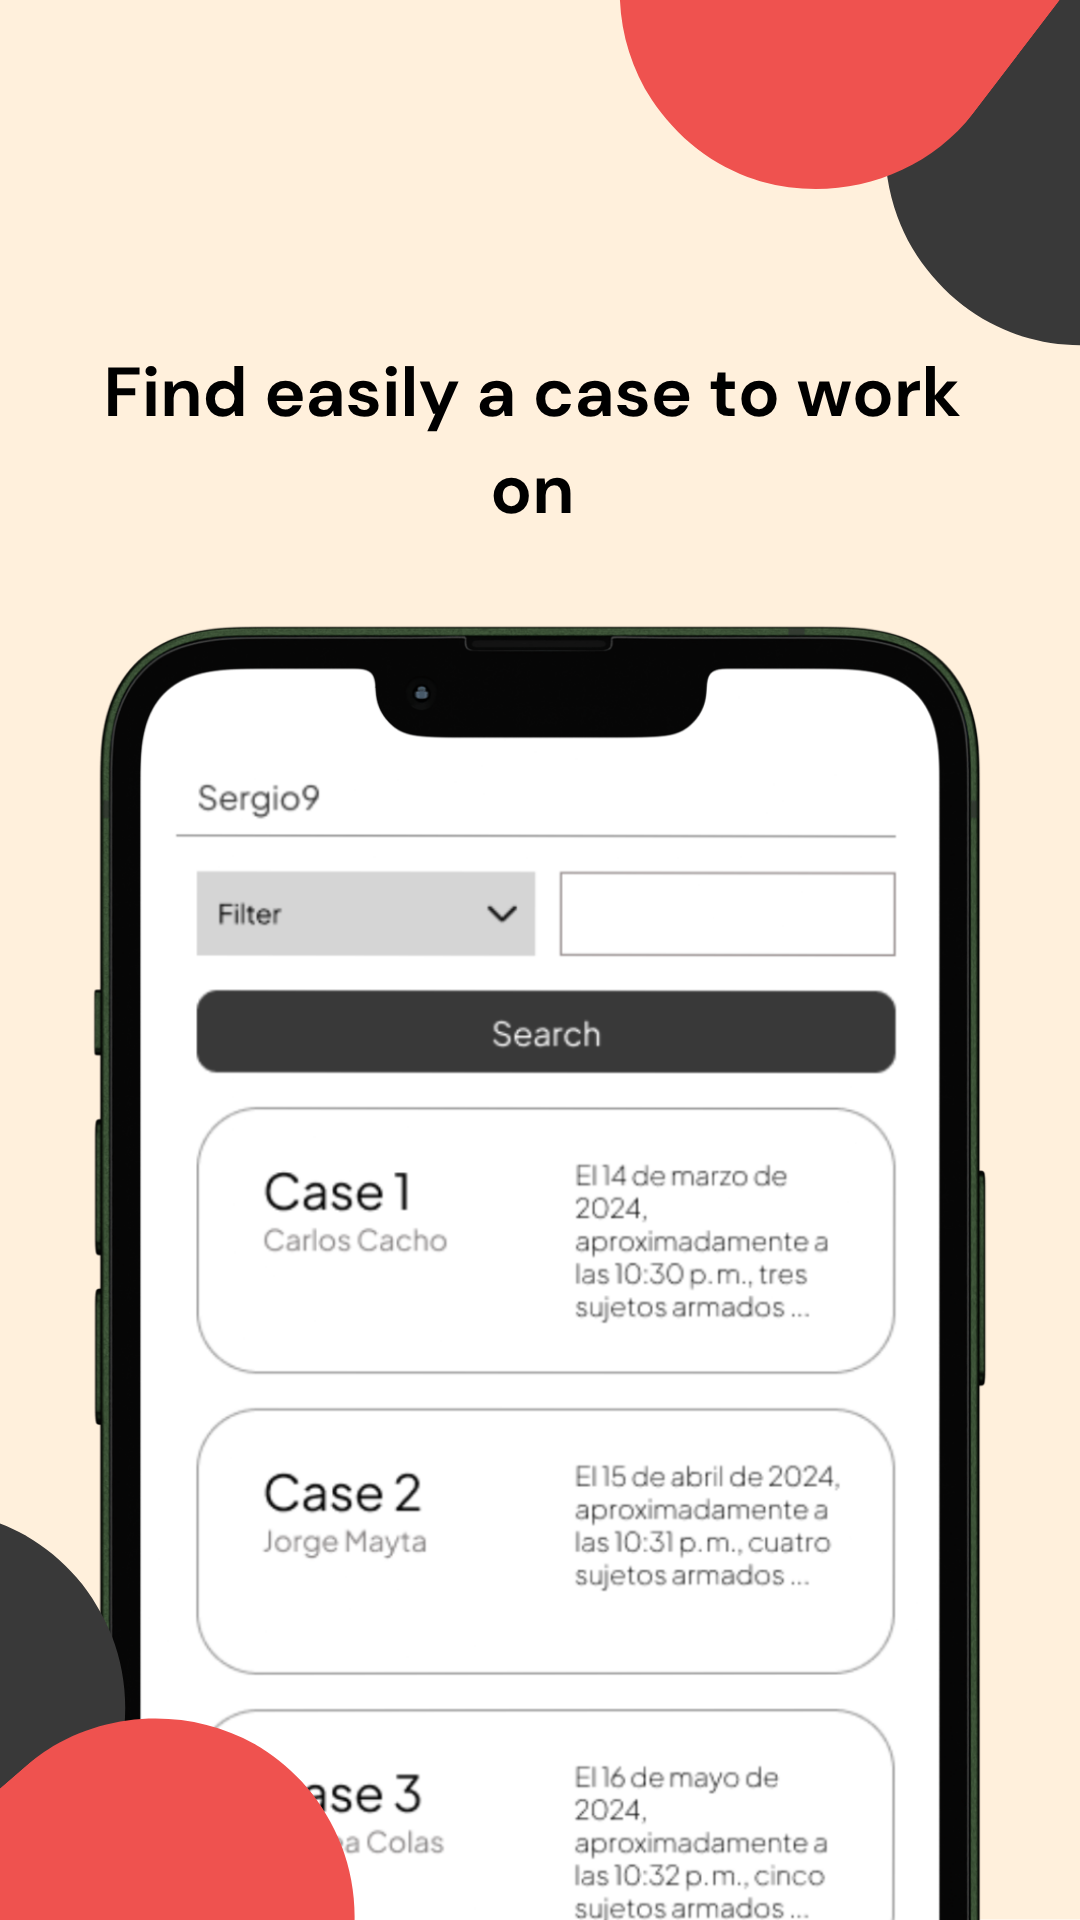 Find easily a case to work
on
Sergio9
Filter
Search
Case 1
Carlos Cacho
El 14 de marzo de
2024,
aproximadamente a
las 10:30 p.m., tres
sujetos armados ...
Case 2
Jorge Mayta
El 15 de abril de 2024,
aproximadamente a
las 10:31 p.m., cuatro
sujetos armados ...
ase 3
Colas
El 16 de mayo de
2024,
aproximadamente a
las 10:32 p.m., cinco
sujetos armados ...